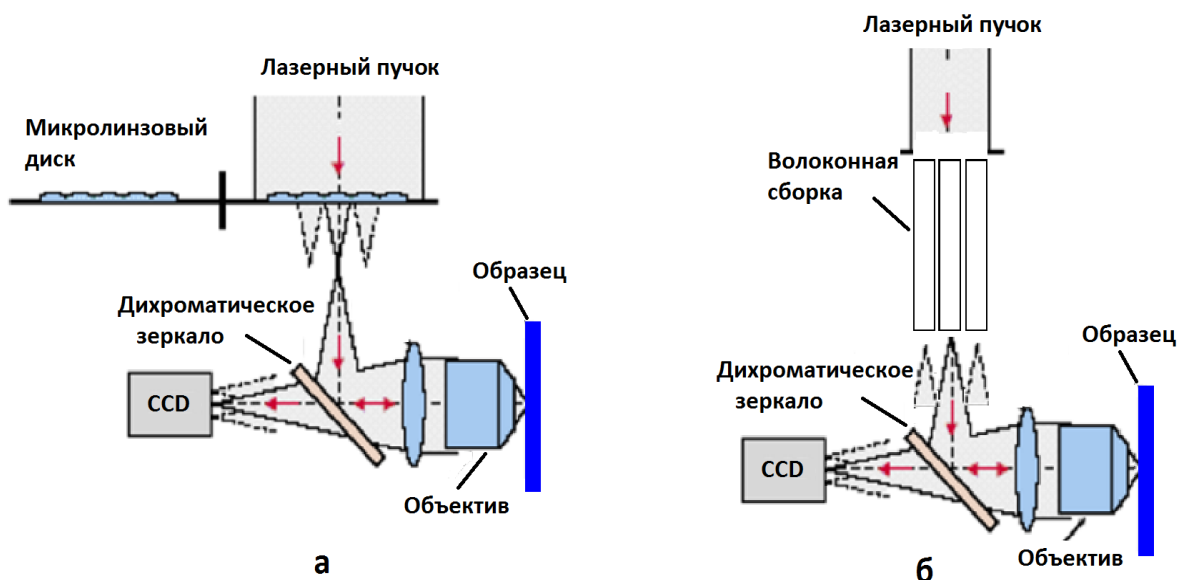 Лазерный пучок
Микролинзовый
диск
Образец
Дихроматическое
зеркало
CCD
Объектив
а
Лазерный пучок
Волоконная
сборка
Образец
Дихроматическое
зеркало
CCD
Объектив
б